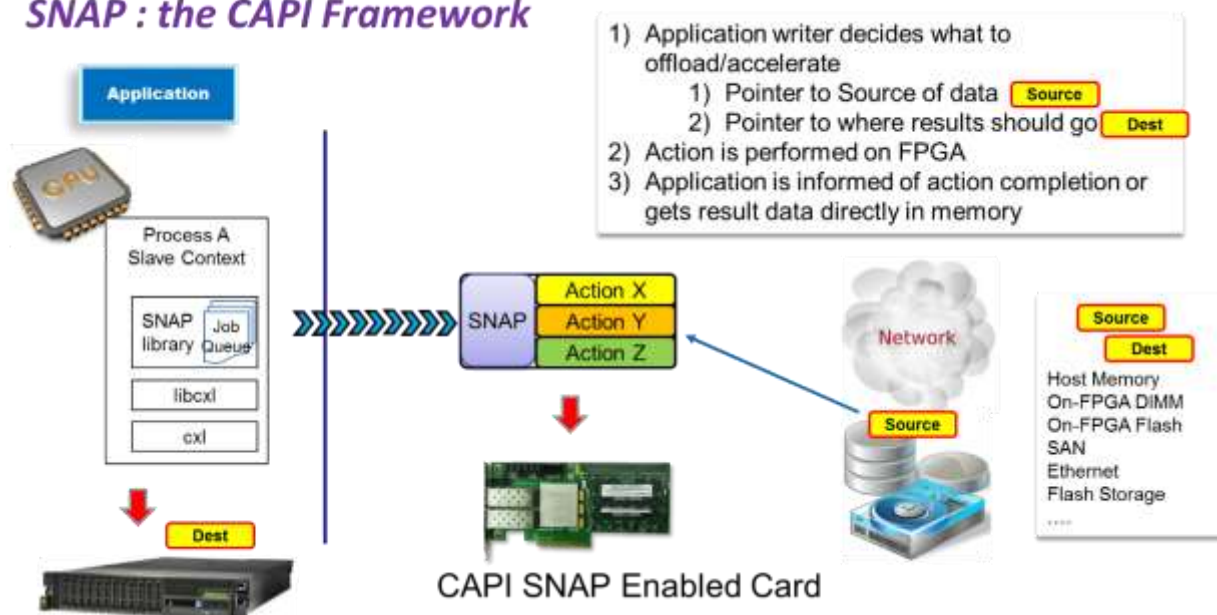 SNAP : the CAPI Framework
1) Application writer decides what to
offload/accelerate
1) Pointer to Source of data Source
2) Pointer to where results should go Dest
2) Action is performed on FPGA
3) Application is informed of action completion or
gets result data directly in memory
Application
CPU
Process A
Slave Context
SNAP
library
Job
Queue
libcxl
cxl
Dest
SNAP
Action X
Action Y
Action Z
CAPI SNAP Enabled Card
Network
Source
Source
Dest
Host Memory
On-FPGA DIMM
On-FPGA Flash
SAN
Ethernet
Flash Storage
....